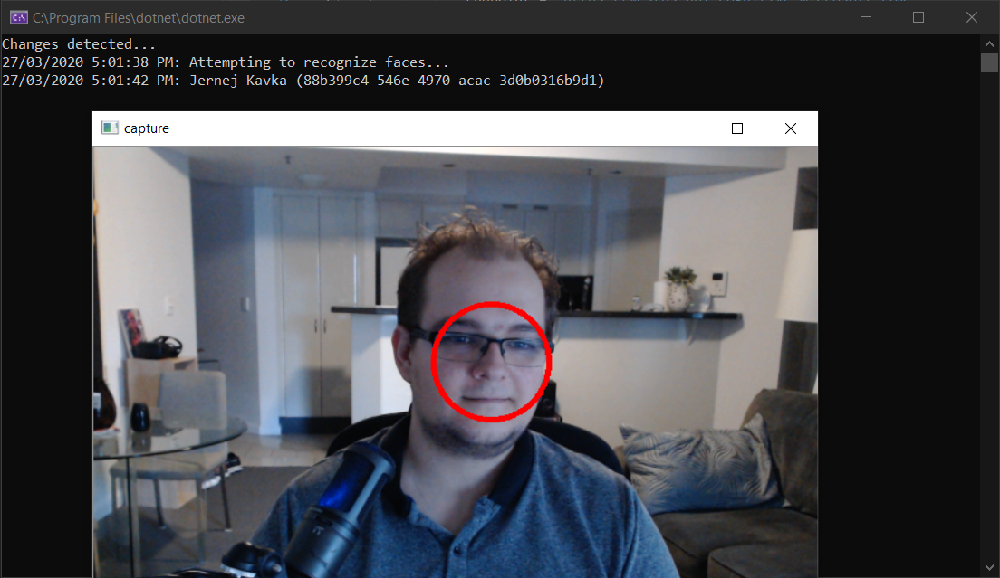 C:\Program Files\dotnet\dotnet.exe
Changes detected...
27/03/2020 5:01:38 PM: Attempting to recognize faces...
27/03/2020 5:01:42 PM: Jernej Kavka (88b399c4-546e-4970-acac-3d0b0316b9d1)
capture